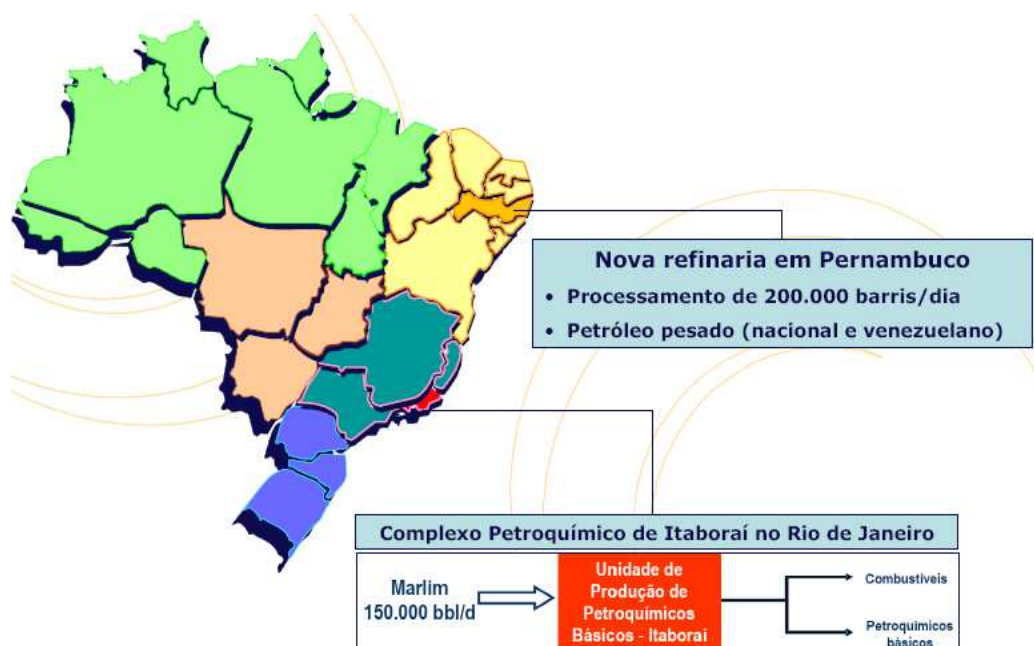 Nova refinaria em Pernambuco
• Processamento de 200.000 barris/dia
• Petróleo pesado (nacional e venezuelano)
Complexo Petroquímico de Itaboraí no Rio de Janeiro
Marlim
150.000 bbl/d
Unidade de
Produção de
Petroquímicos
Básicos - Itaboraí
Combustíveis
Petroquímicos
básicos